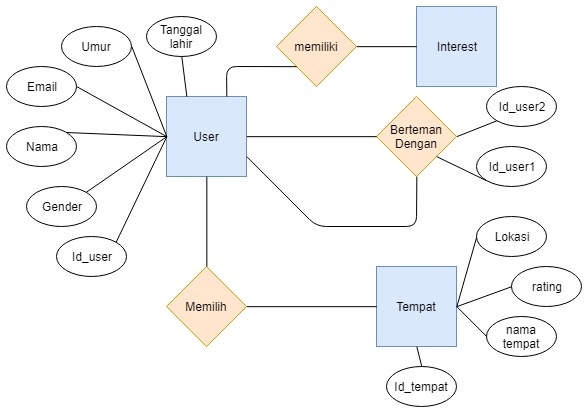 Tanggal
lahir
Umur
memiliki
Interest
Email
Id_user2
User
Berteman
Dengan
Nama
Id_user1
Gender
Lokasi
Id_user
rating
Memilih
Tempat
nama
tempat
Id_tempat